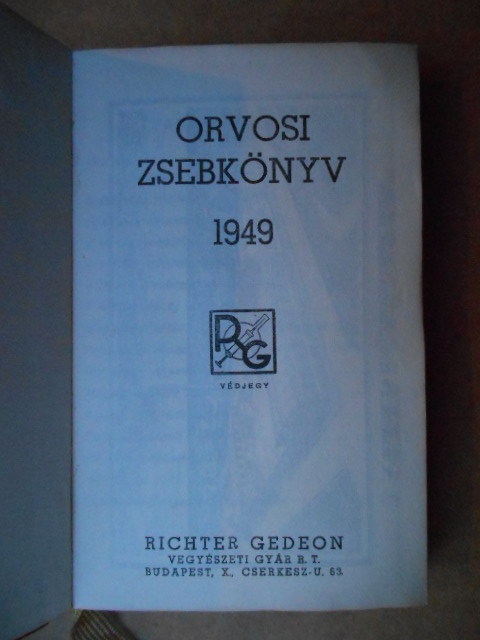 ORVOSI
ZSEBKÖNYV
1949
RG
VÉDJEGY
RICHTER GEDEON
VEGYÉSZETI GYÁR R.T.
BUDAPEST, X., CSERKESZ-U. 63.